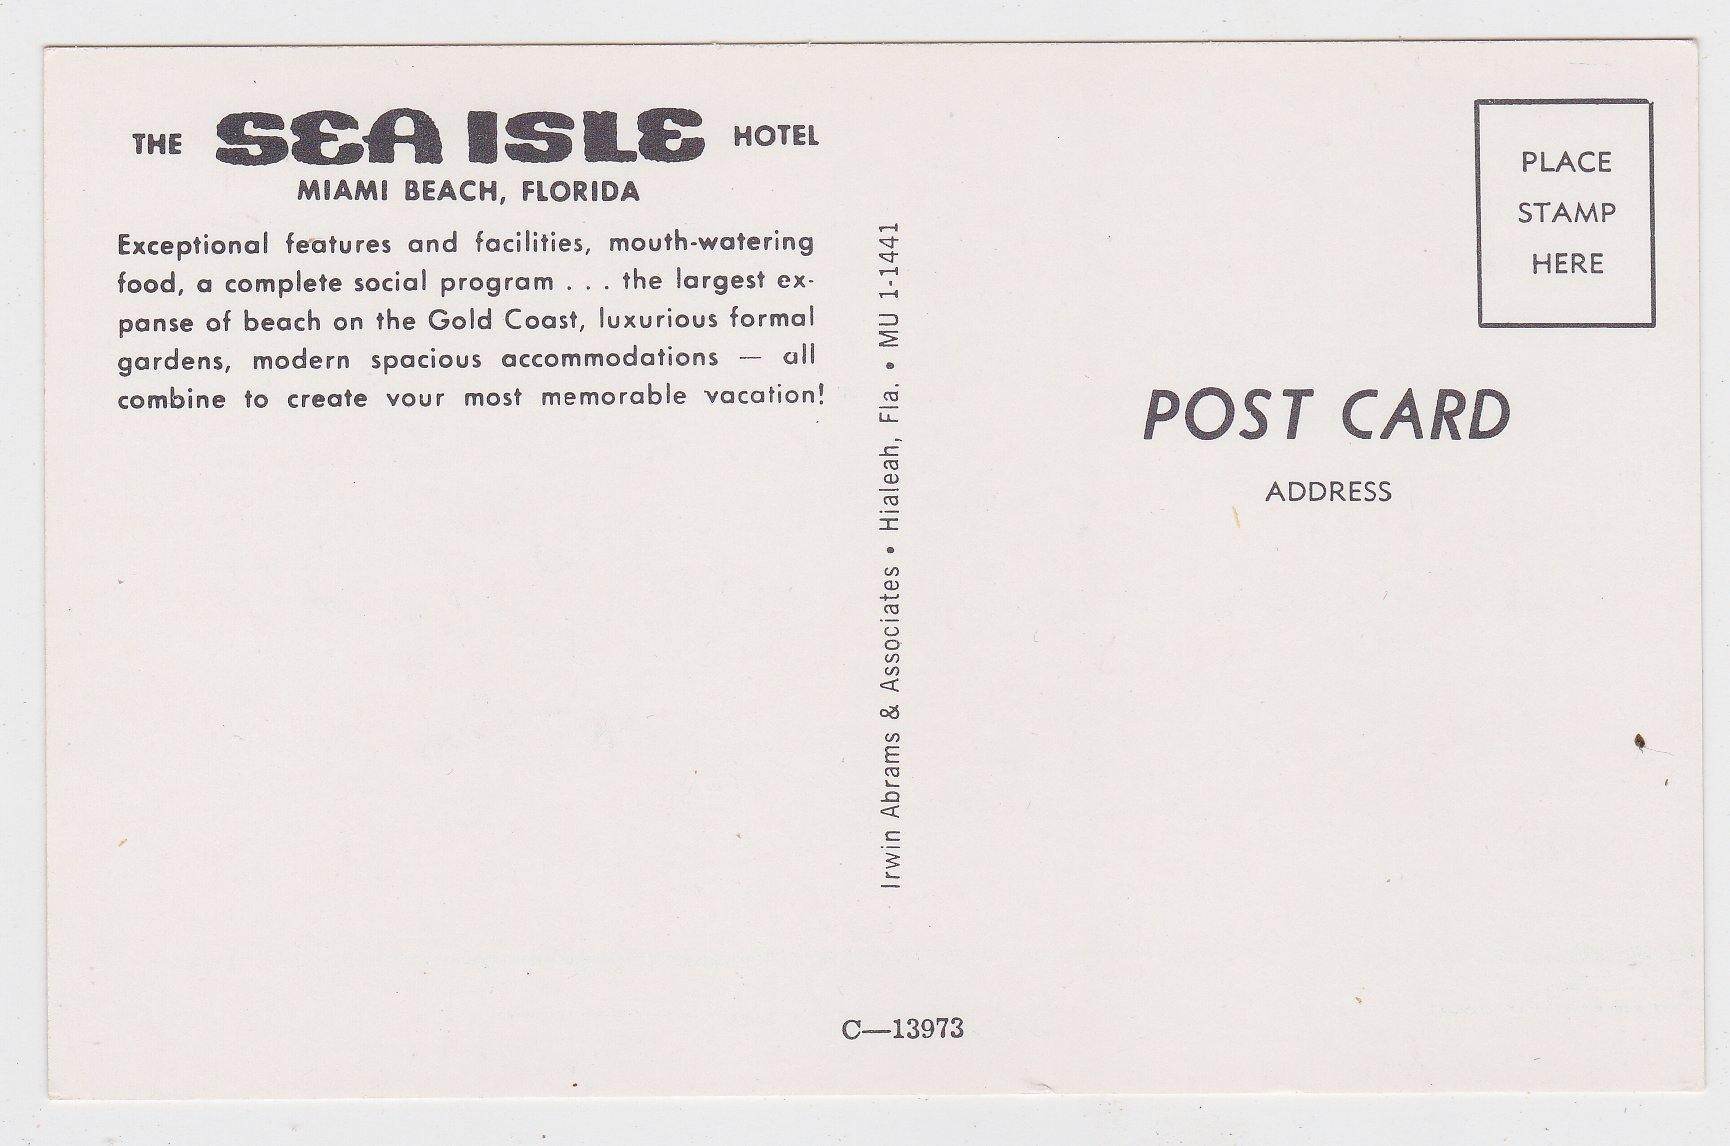 THE SEA ISLE HOTEL
MIAMI BEACH, FLORIDA
Exceptional features and facilities, mouth-watering
food, a complete social program . . . the largest ex-
panse of beach on the Gold Coast, luxurious formal
gardens, modern spacious accommodations — all
combine to create vour most memorable vacation!
Irwin Abrams & Associates • Hialeah, Fla. • MU 1-1441
PLACE
STAMP
HERE
POST CARD
ADDRESS
C—13973